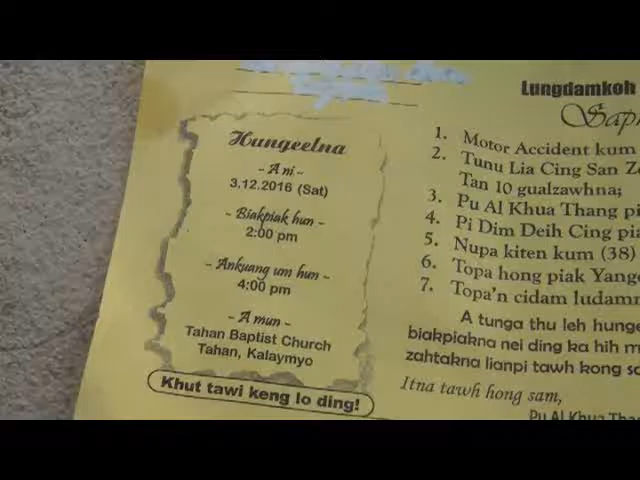 Hungeelna
- A ni -
3.12.2016 (Sat)
- Biakpiak hun -
2:00 pm
- Ankuang um hun -
4:00 pm
- A mun -
Tahan Baptist Church
Tahan, Kalaymyo
Khut tawi keng lo ding!
Lungdamkoh
1. Motor Accident kum
2. Tunu Lia Cing San
Tan 10 gualzawhna;
3. Pu Al Khua Thang
4. Pi Dim Deih Cing
5. Nupa kiten kum (38)
6. Topa hong piak
7. Topa'n cidam
A tunga thu leh
biakpiakna nei ding ka hih
zahtakna lianpi tawh kong
Itna tawh hong sam,
Pu Al Khua